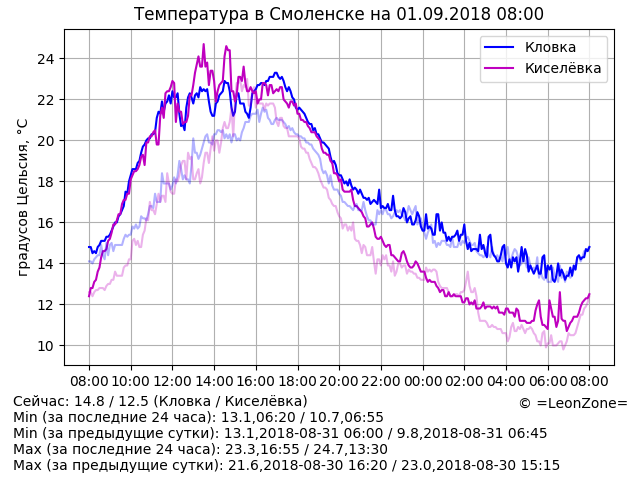 Температура в Смоленске на 01.09.2018 08:00
Кловка
Киселёвка
градусов Цельсия, °C
24
22
20
18
16
14
12
10
08:00 10:00 12:00 14:00 16:00 18:00 20:00 22:00 00:00 02:00 04:00 06:00 08:00
Сейчас: 14.8 / 12.5 (Кловка / Киселёвка)
© =LeonZone=
Min (за последние 24 часа): 13.1,06:20 / 10.7,06:55
Min (за предыдущие сутки): 13.1,2018-08-31 06:00 / 9.8,2018-08-31 06:45
Max (за последние 24 часа): 23.3,16:55 / 24.7,13:30
Max (за предыдущие сутки): 21.6,2018-08-30 16:20 / 23.0,2018-08-30 15:15